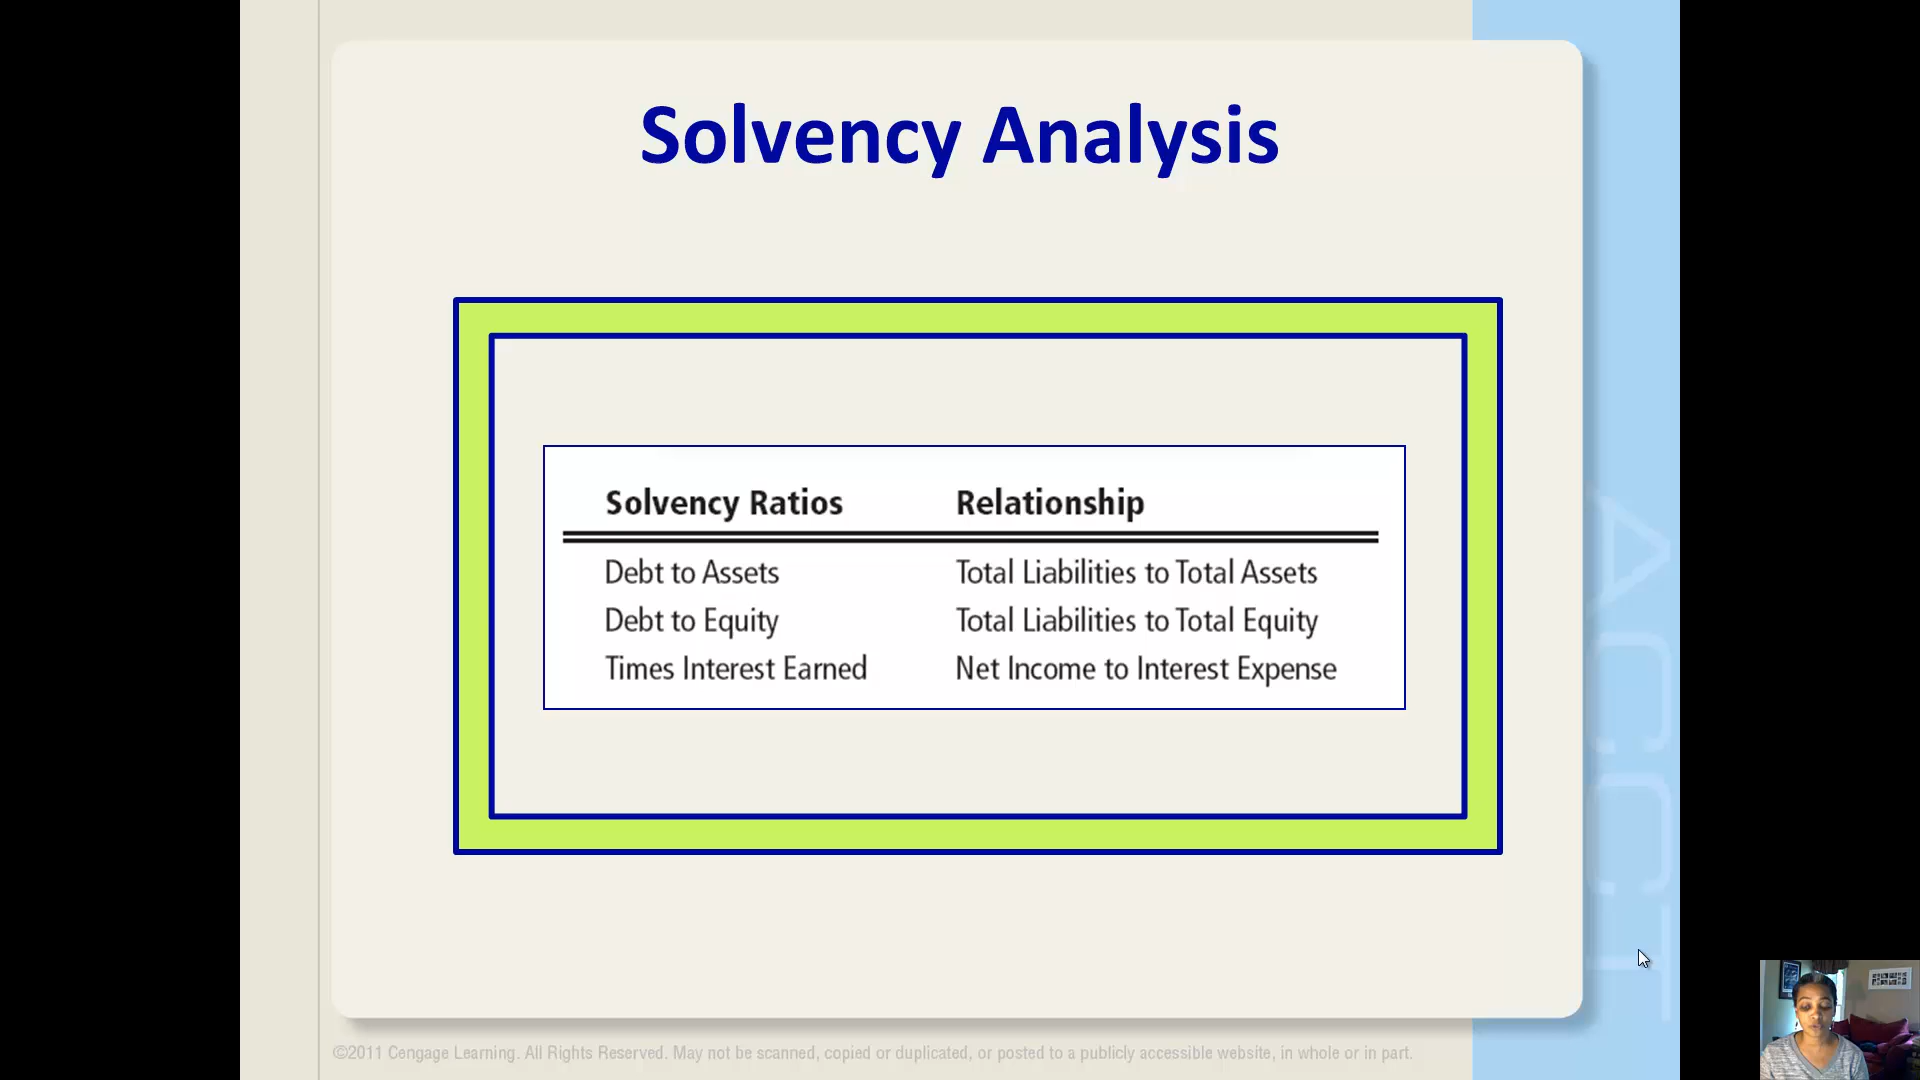 Solvency Analysis
Solvency Ratios Relationship
Debt to Assets Total Liabilities to Total Assets
Debt to Equity Total Liabilities to Total Equity
Times Interest Earned Net Income to Interest Expense
ACCT
©2011 Cengage Learning. All Rights Reserved. May not be scanned, copied or duplicated, or posted to a publicly accessible website, in whole or in part.